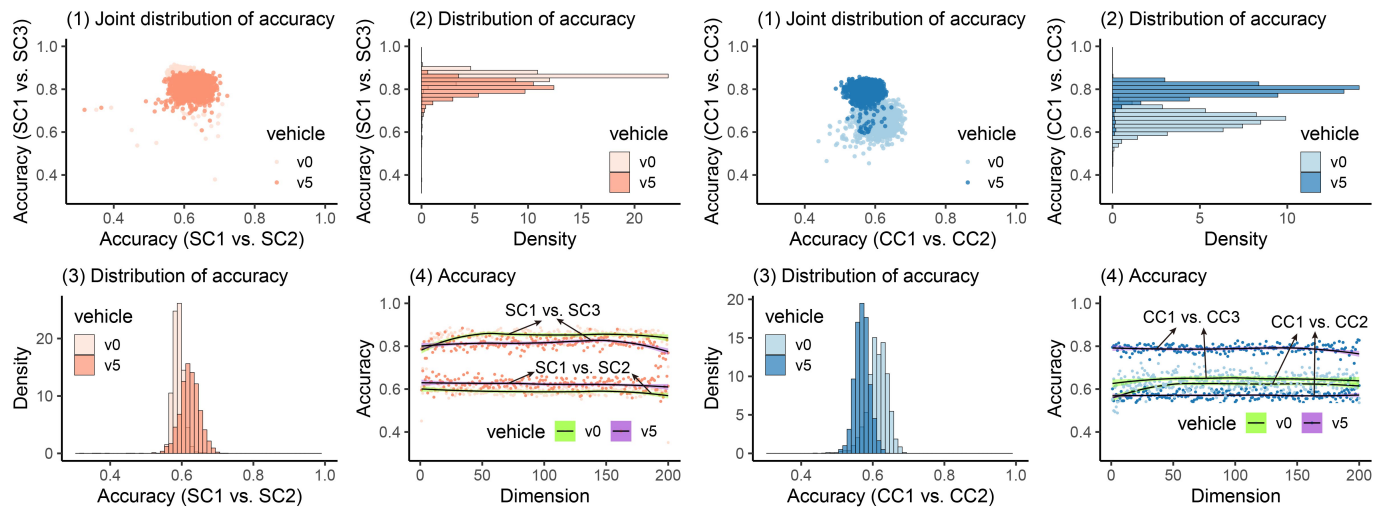 (1) Joint distribution of accuracy
Accuracy (SC1 vs. SC3)
1.0
0.8
0.6
0.4
vehicle
v0
v5
0.4 0.6 0.8 1.0
Accuracy (SC1 vs. SC2)
(2) Distribution of accuracy
Accuracy (SC1 vs. SC3)
1.0
0.8
0.6
0.4
vehicle
v0
v5
0 5 10 15 20
Density
(1) Joint distribution of accuracy
Accuracy (CC1 vs. CC3)
1.0
0.8
0.6
0.4
vehicle
v0
v5
0.4 0.6 0.8 1.0
Accuracy (CC1 vs. CC2)
(2) Distribution of accuracy
Accuracy (CC1 vs. CC3)
1.0
0.8
0.6
0.4
vehicle
v0
v5
0 5 10
Density
(3) Distribution of accuracy
Density
20
10
0
vehicle
v0
v5
0.4 0.6 0.8 1.0
Accuracy (SC1 vs. SC2)
(4) Accuracy
Accuracy
1.0
0.8
0.6
0.4
SC1 vs. SC3
SC1 vs. SC2
vehicle v0 v5
0 50 100 150 200
Dimension
(3) Distribution of accuracy
Density
20
15
10
5
0
vehicle
v0
v5
0.4 0.6 0.8 1.0
Accuracy (CC1 vs. CC2)
(4) Accuracy
Accuracy
1.0
0.8
0.6
0.4
CC1 vs. CC3
CC1 vs. CC2
vehicle v0 v5
0 50 100 150 200
Dimension